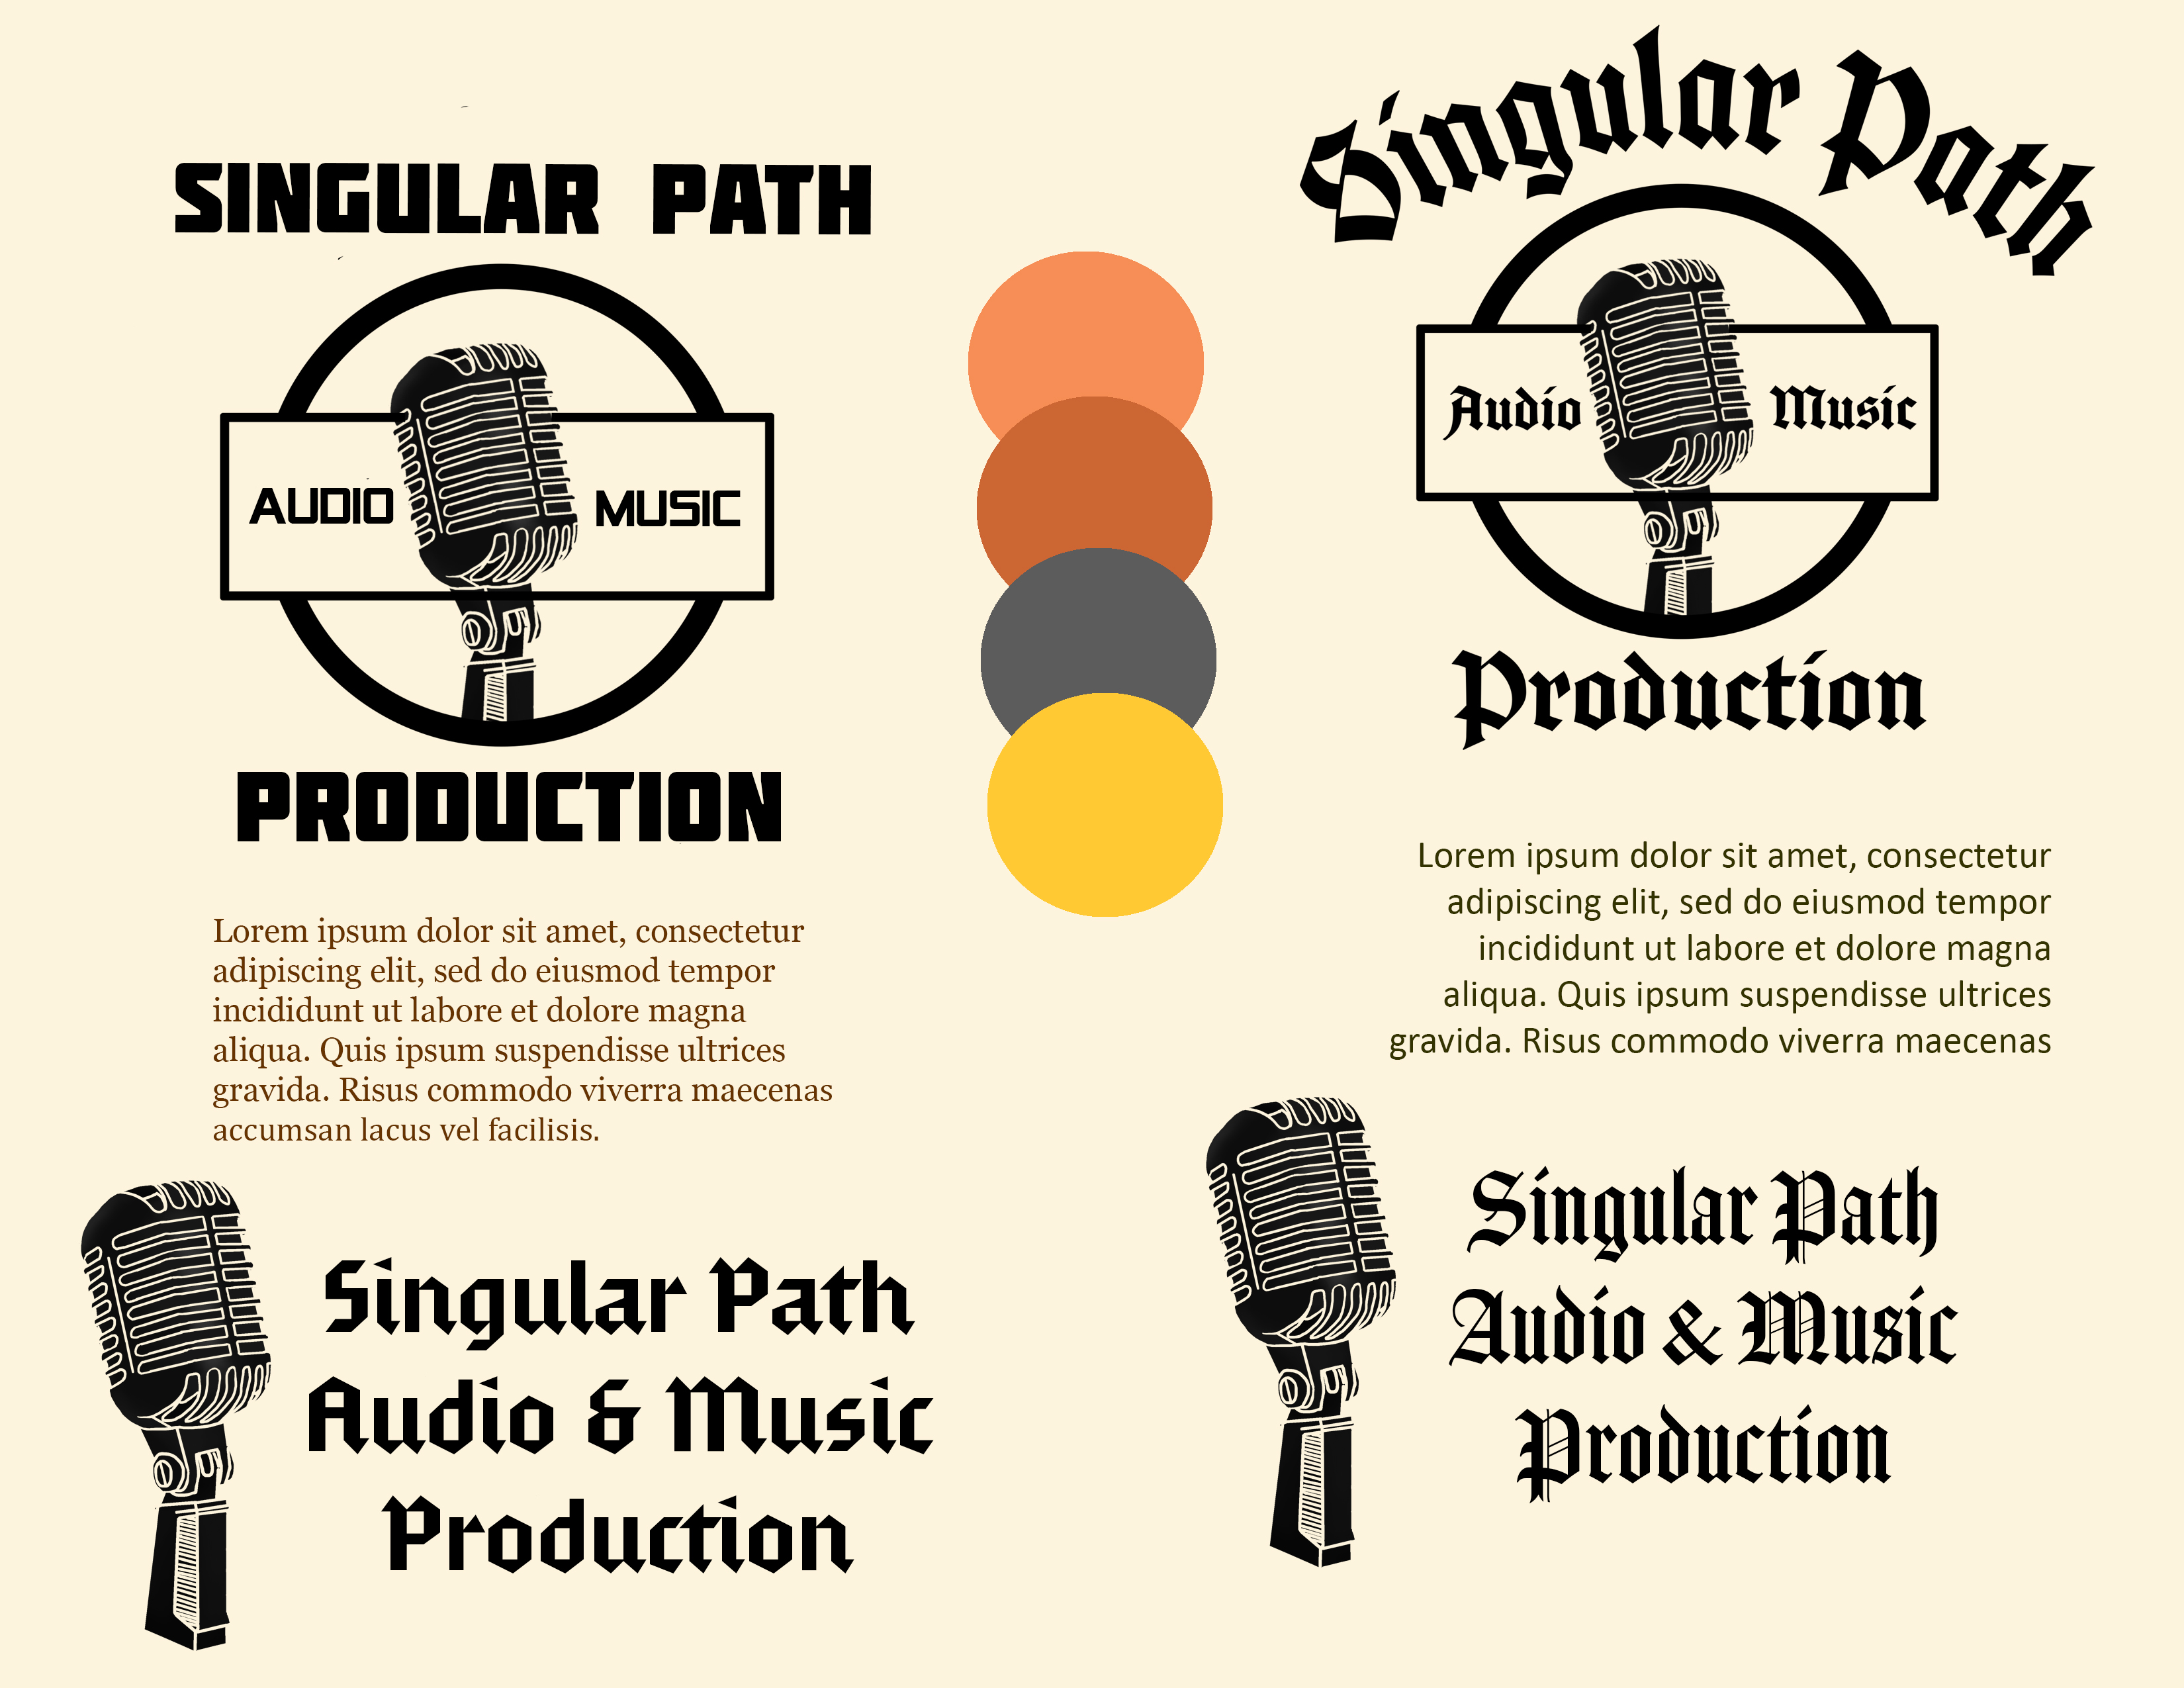 SINGULAR PATH
AUDIO MUSIC
PRODUCTION
Lorem ipsum dolor sit amet, consectetur
adipiscing elit, sed do eiusmod tempor
incididunt ut labore et dolore magna
aliqua. Quis ipsum suspendisse ultrices
gravida. Risus commodo viverra maecenas
accumsan lacus vel facilisis.
Singular Path
Audio & Music
Production
Singular Path
Audio Music
Production
Lorem ipsum dolor sit amet, consectetur
adipiscing elit, sed do eiusmod tempor
incididunt ut labore et dolore magna
aliqua. Quis ipsum suspendisse ultrices
gravida. Risus commodo viverra maecenas
Singular Path
Audio & Music
Production